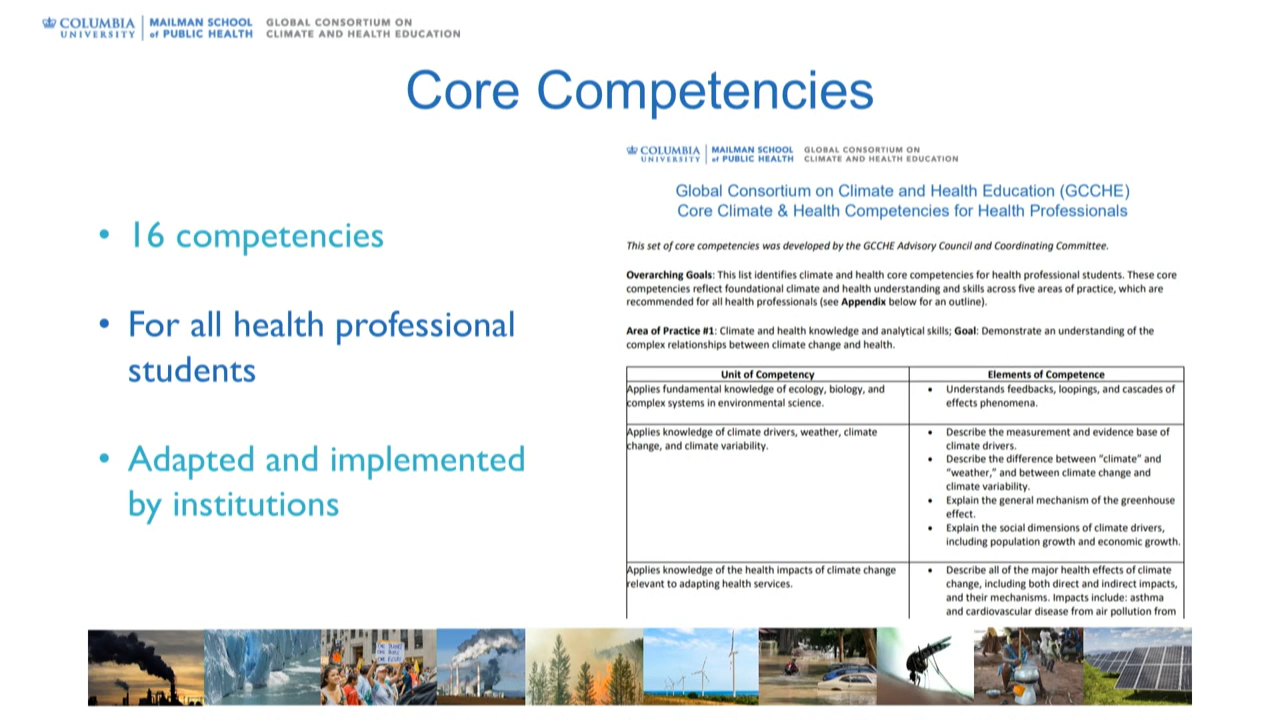 COLUMBIA UNIVERSITY
MAILMAN SCHOOL of PUBLIC HEALTH
GLOBAL CONSORTIUM ON CLIMATE AND HEALTH EDUCATION
Core Competencies
• 16 competencies
• For all health professional
students
• Adapted and implemented
by institutions
COLUMBIA UNIVERSITY
MAILMAN SCHOOL of PUBLIC HEALTH
GLOBAL CONSORTIUM ON CLIMATE AND HEALTH EDUCATION
Global Consortium on Climate and Health Education (GCCHE)
Core Climate & Health Competencies for Health Professionals
This set of core competencies was developed by the GCCHE Advisory Council and Coordinating Committee.
Overarching Goals: This list identifies climate and health core competencies for health professional students. These core
competencies reflect foundational climate and health understanding and skills across five areas of practice, which are
recommended for all health professionals (see Appendix below for an outline).
Area of Practice #1: Climate and health knowledge and analytical skills; Goal: Demonstrate an understanding of the
complex relationships between climate change and health.
Unit of Competency
Elements of Competence
Applies fundamental knowledge of ecology, biology, and
complex systems in environmental science.
• Understands feedbacks, loopings, and cascades of
effects phenomena.
Applies knowledge of climate drivers, weather, climate
change, and climate variability.
• Describe the measurement and evidence base of
climate drivers.
• Describe the difference between “climate” and
“weather,” and between climate change and
climate variability.
• Explain the general mechanism of the greenhouse
effect.
• Explain the social dimensions of climate drivers,
including population growth and economic growth.
Applies knowledge of the health impacts of climate change
relevant to adapting health services.
• Describe all of the major health effects of climate
change, including both direct and indirect impacts,
and their mechanisms. Impacts include: asthma
and cardiovascular disease from air pollution from